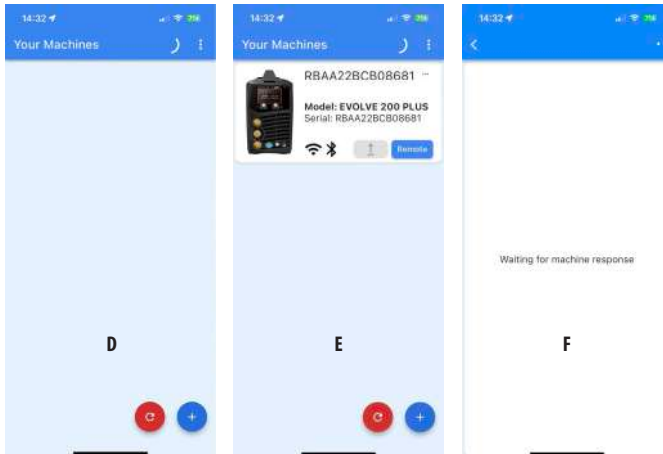 14:32
Your Machines
D
14:32
Your Machines
RBAA22BCB08681 ...
Model: EVOLVE 200 PLUS
Serial: RBAA22BCB08681
Remote
E
14:32
Waiting for machine response
F